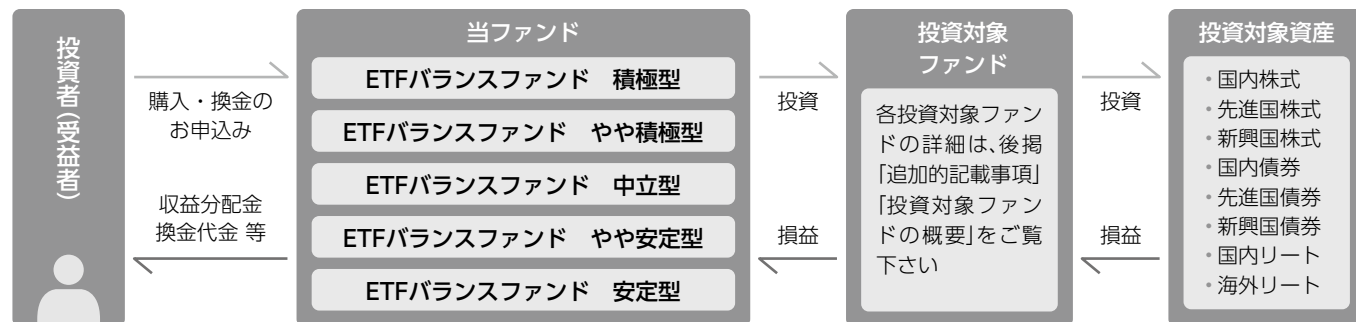 投資者(受益者)
購入・換金の
お申込み
収益分配金
換金代金 等
当ファンド
ETFバランスファンド　積極型
ETFバランスファンド　やや積極型
ETFバランスファンド　中立型
ETFバランスファンド　やや安定型
ETFバランスファンド　安定型
投資
損益
投資対象
ファンド
各投資対象ファン
ドの詳細は、後掲
「追加的記載事項」
「投資対象ファン
ドの概要」をご覧
下さい
投資
損益
投資対象資産
・国内株式
・先進国株式
・新興国株式
・国内債券
・先進国債券
・新興国債券
・国内リート
・海外リート